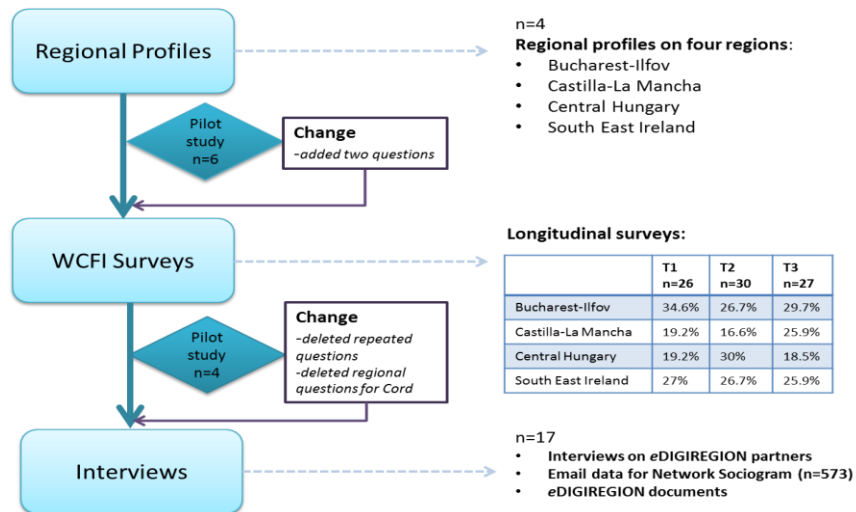 Regional Profiles
n=4
Regional profiles on four regions:
• Bucharest-Ilfov
• Castilla-La Mancha
• Central Hungary
• South East Ireland
Pilot
study
n=6
Change
-added two questions
WCFI Surveys
Longitudinal surveys:
T1 T2 T3
n=26 n=30 n=27
Bucharest-Ilfov 34.6% 26.7% 29.7%
Castilla-La Mancha 19.2% 16.6% 25.9%
Central Hungary 19.2% 30% 18.5%
South East Ireland 27% 26.7% 25.9%
Pilot
study
n=4
Change
-deleted repeated
questions
-deleted regional
questions for Cord
Interviews
n=17
• Interviews on eDIGIREGION partners
• Email data for Network Sociogram (n=573)
• eDIGIREGION documents